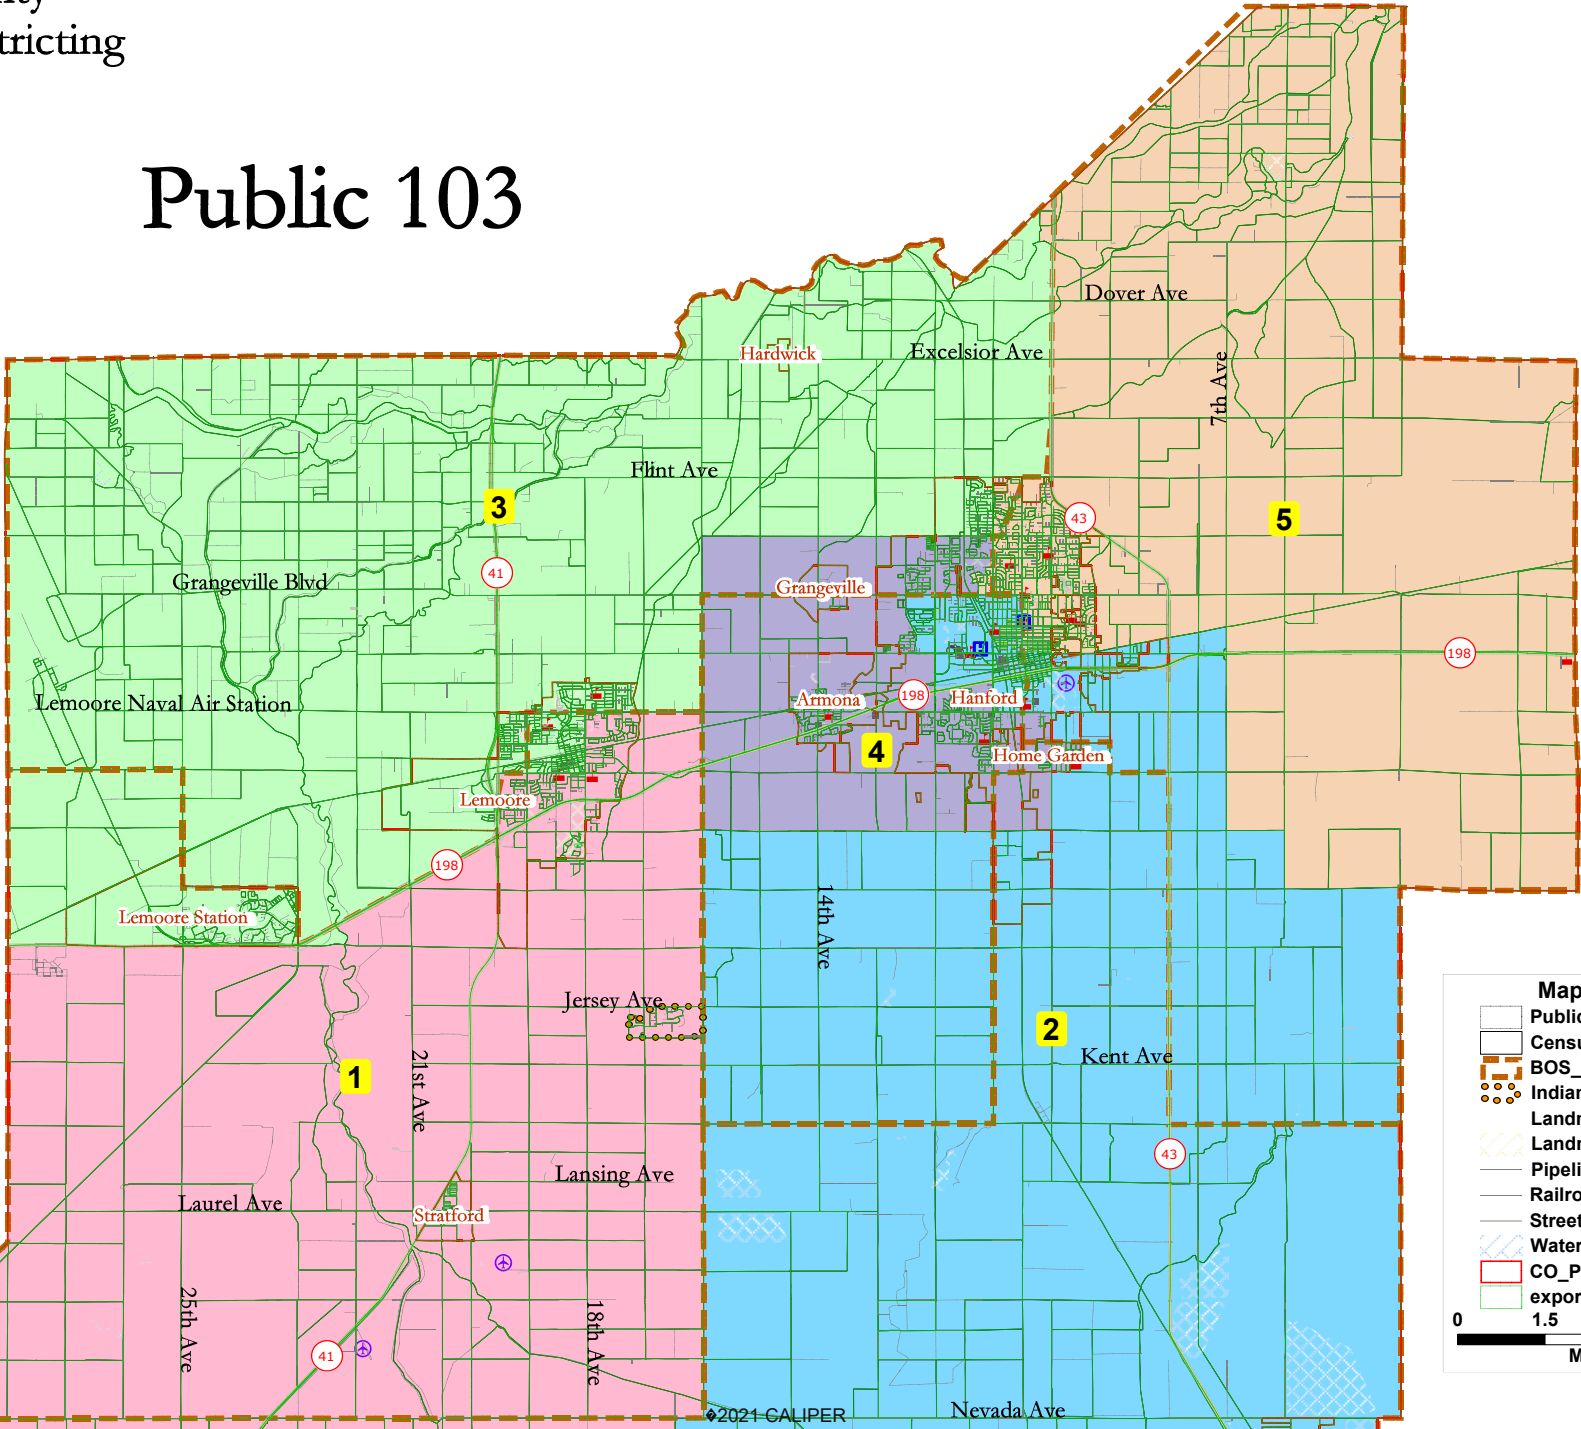 tricting
Public 103
Dover Ave
Hardwick
Excelsior Ave
7th Ave
Flint Ave
3
43
5
41
Grangeville Blvd
Grangeville
198
Lemoore Naval Air Station
Armona
198
Hanford
4
Home Garden
Lemoore
198
Lemoore Station
14th Ave
Jersey Ave
2
Kent Ave
1
21st Ave
43
Lansing Ave
Laurel Ave
Stratford
25th Ave
18th Ave
41
Nevada Ave
�2021 CALIPER
Map
Public
Censu
BOS_
Indian
Landm
Landm
Pipeli
Railro
Street
Water
CO_P
expor
0 1.5
M